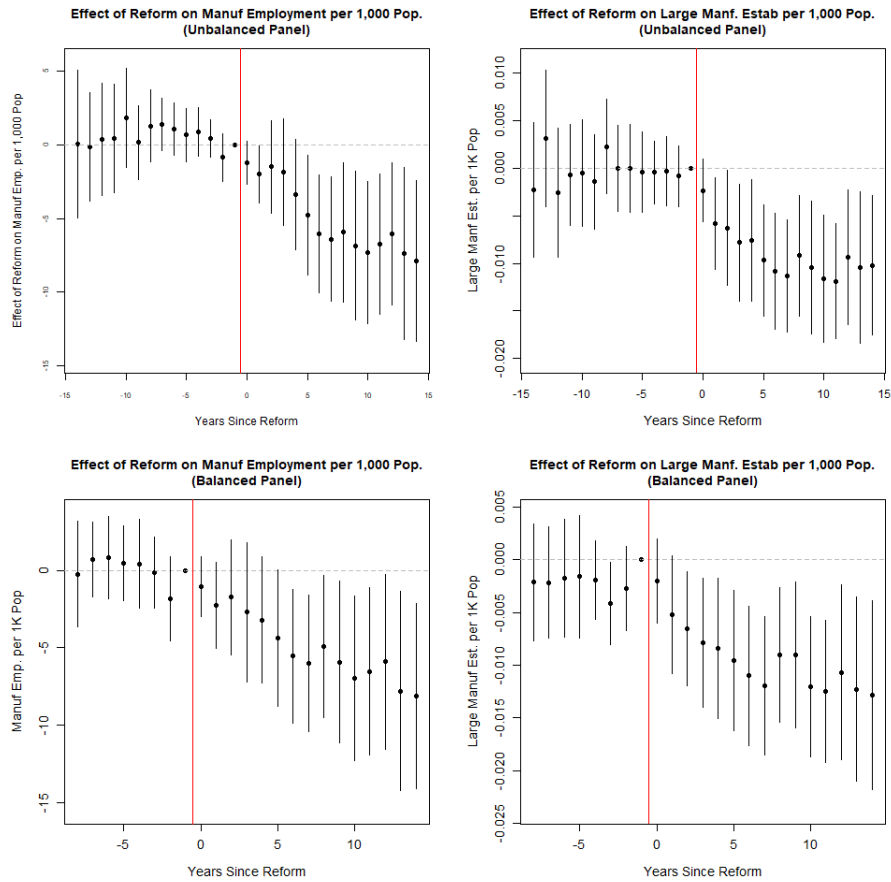 Effect of Reform on Manuf Employment per 1,000 Pop.
(Unbalanced Panel)
Effect of Reform on Manuf Emp. per 1,000 Pop
5
0
-5
-10
-15
-15
-10
-5
0
5
10
15
Years Since Reform
Effect of Reform on Large Manf. Estab per 1,000 Pop.
(Unbalanced Panel)
Large Manf Est. per 1K Pop
0.010
0.005
0.000
-0.010
-0.020
-15
-10
-5
0
5
10
15
Years Since Reform
Effect of Reform on Manuf Employment per 1,000 Pop.
(Balanced Panel)
Manuf Emp. per 1K Pop
0
-5
-10
-15
-5
0
5
10
Years Since Reform
Effect of Reform on Large Manf. Estab per 1,000 Pop.
(Balanced Panel)
Large Manuf Est. per 1K Pop
0.005
0.000
-0.005
-0.010
-0.015
-0.020
-0.025
-5
0
5
10
Years Since Reform